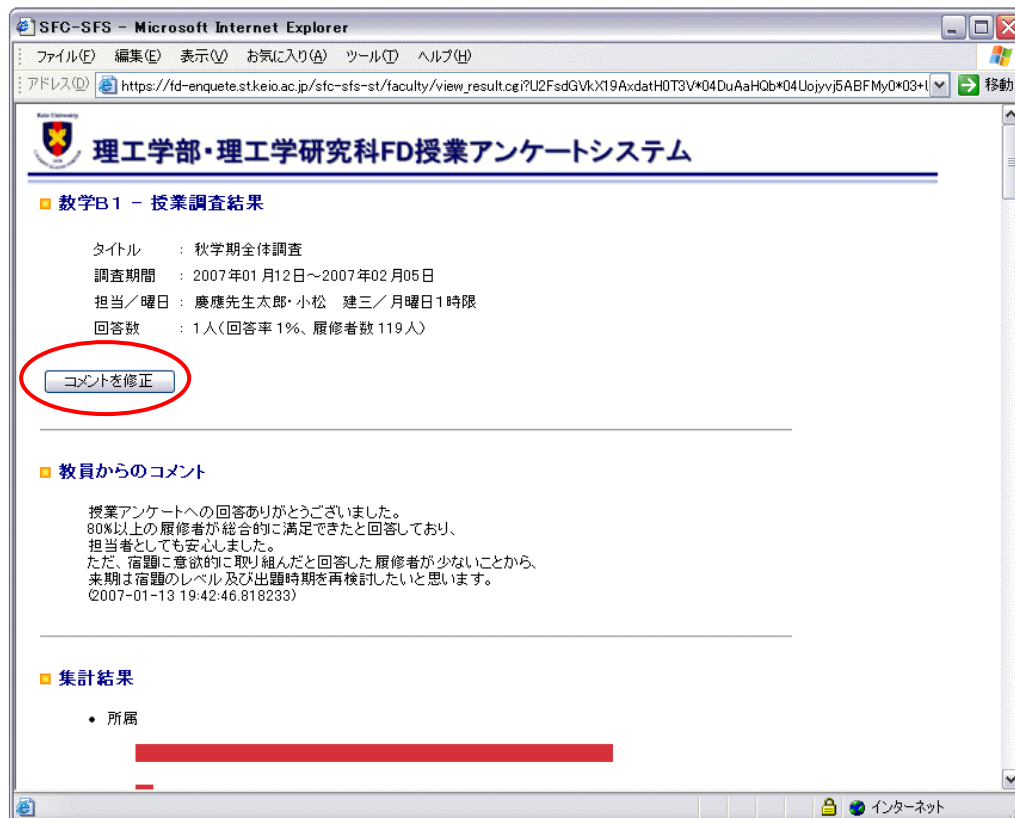 SFC-SFS - Microsoft Internet Explorer
ファイル(F) 編集(E) 表示(V) お気に入り(A) ツール(T) ヘルプ(H)
アドレス(D) https://fd-enquete.st.keio.ac.jp/sfc-sfs-st/faculty/view_result.cgi?U2FsdGVkX19AxdatH0T3V*04DuAaHQb*04Uojyvj5ABFMy0*03+l 移動
理工学部・理工学研究科FD授業アンケートシステム
数学B1 - 授業調査結果
タイトル : 秋学期全体調査
調査期間 : 2007年01月12日～2007年02月05日
担当／曜日 : 慶應先生太郎・小松 建三／月曜日1時限
回答数 : 1人(回答率1%、履修者数119人)
コメントを修正
教員からのコメント
授業アンケートへの回答ありがとうございました。
80%以上の履修者が総合的に満足できたと回答しており、
担当者としても安心しました。
ただ、宿題に意欲的に取り組んだと回答した履修者が少ないことから、
来期は宿題のレベル及び出題時期を再検討したいと思います。
(2007-01-13 19:42:46.818233)
集計結果
• 所属
インターネット